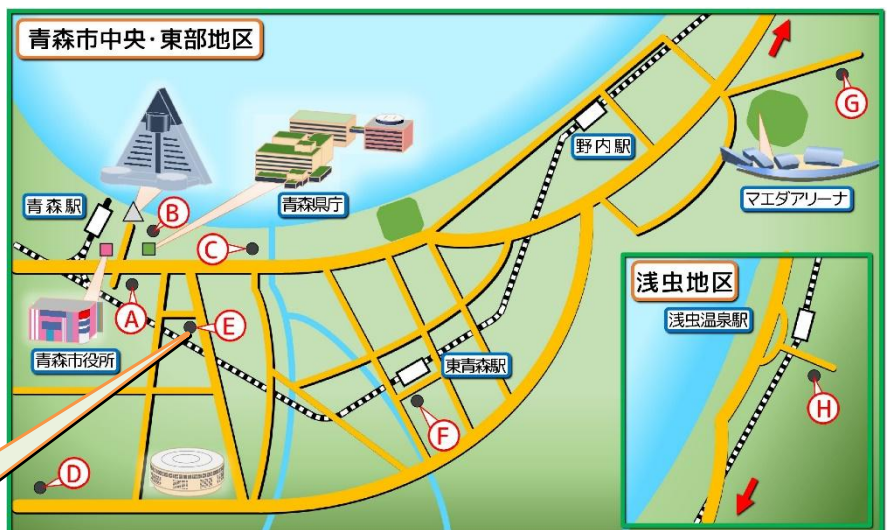 青森市中央・東部地区
G
野内駅
マエダアリーナ
青森駅
B
青森県庁
C
浅虫地区
浅虫温泉駅
A
E
青森市役所
東青森駅
H
F
D